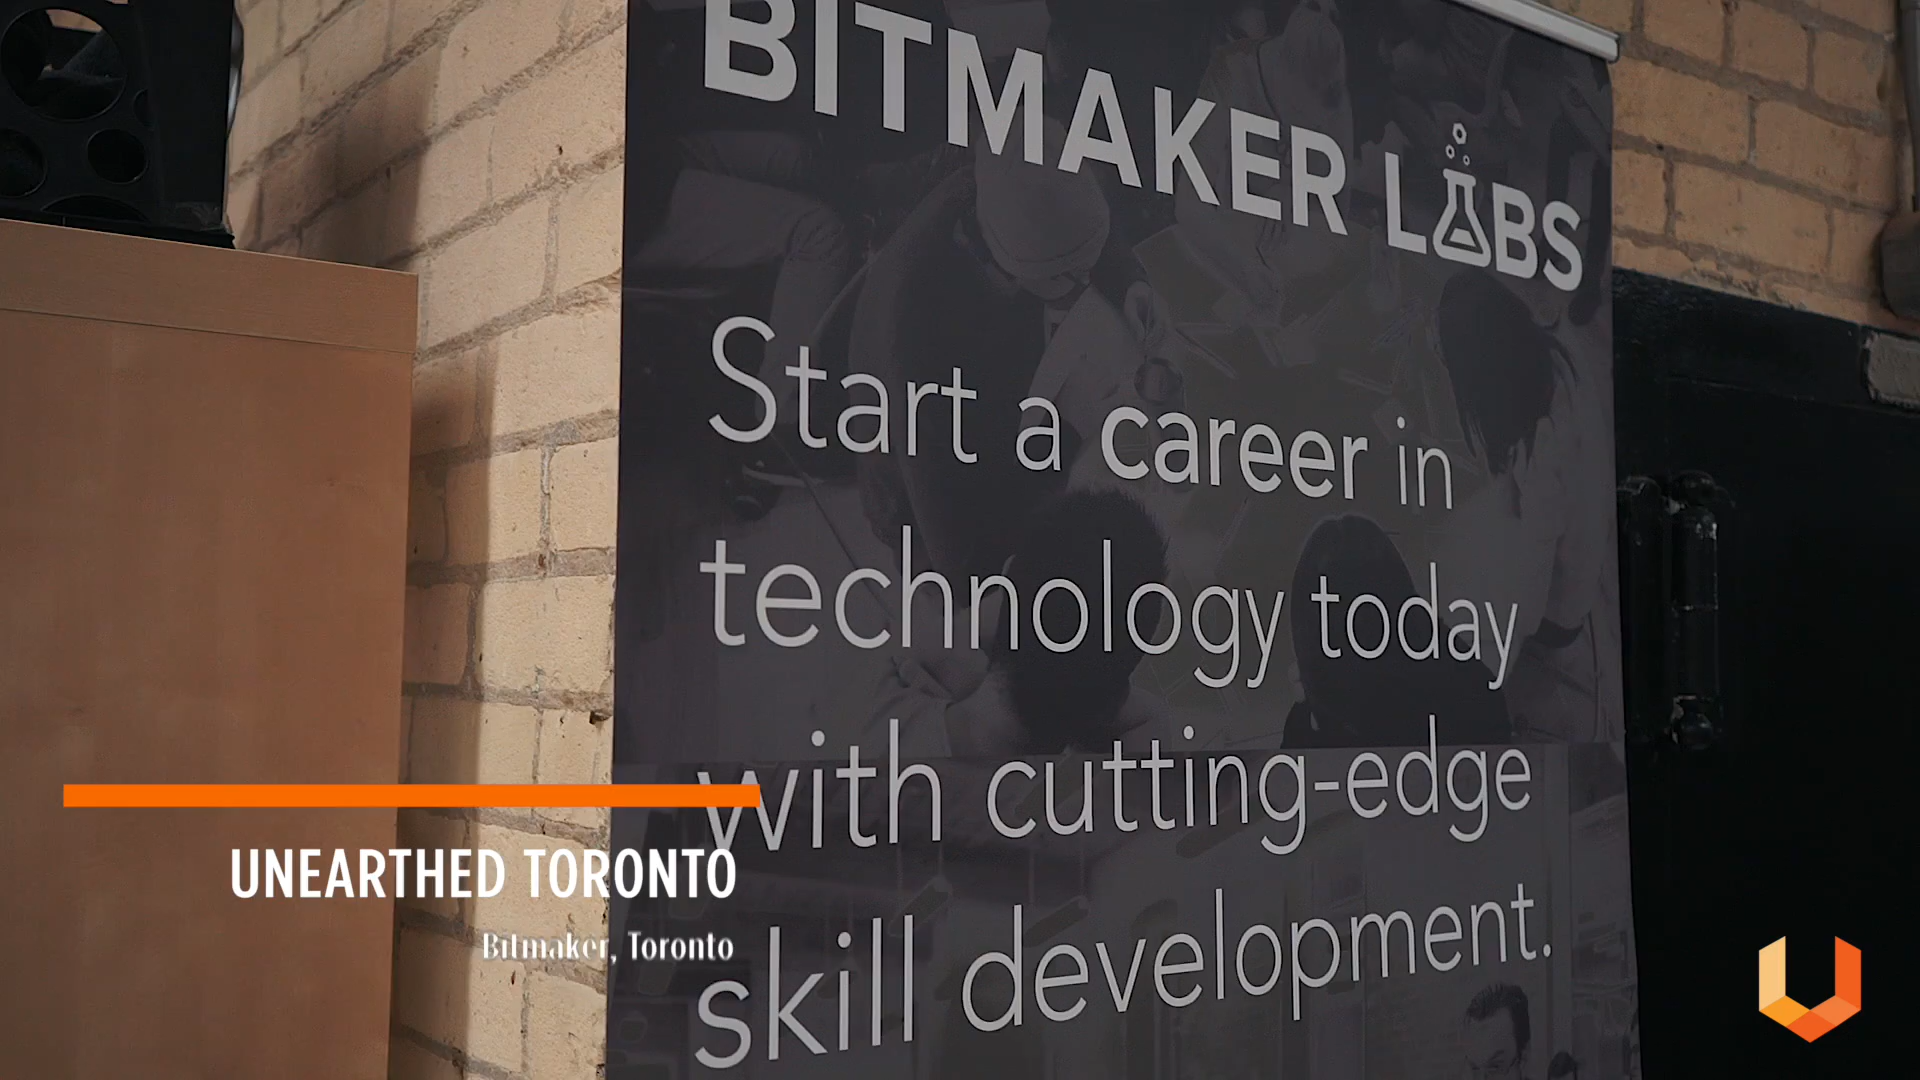 BITMAKER LABS
Start a career in
technology today
with cutting-edge
skill development.
UNEARTHED TORONTO
Bitmaker, Toronto